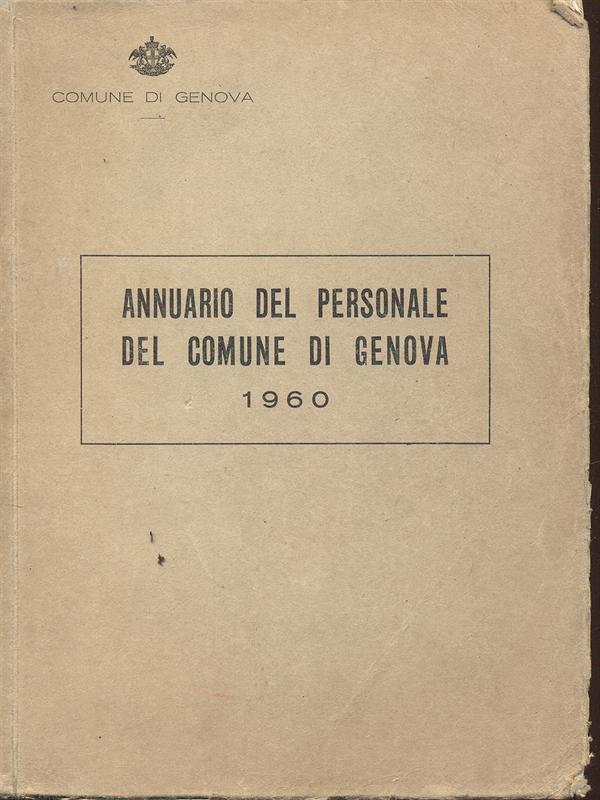 COMUNE DI GENOVA
ANNUARIO DEL PERSONALE
DEL COMUNE DI GENOVA
1960